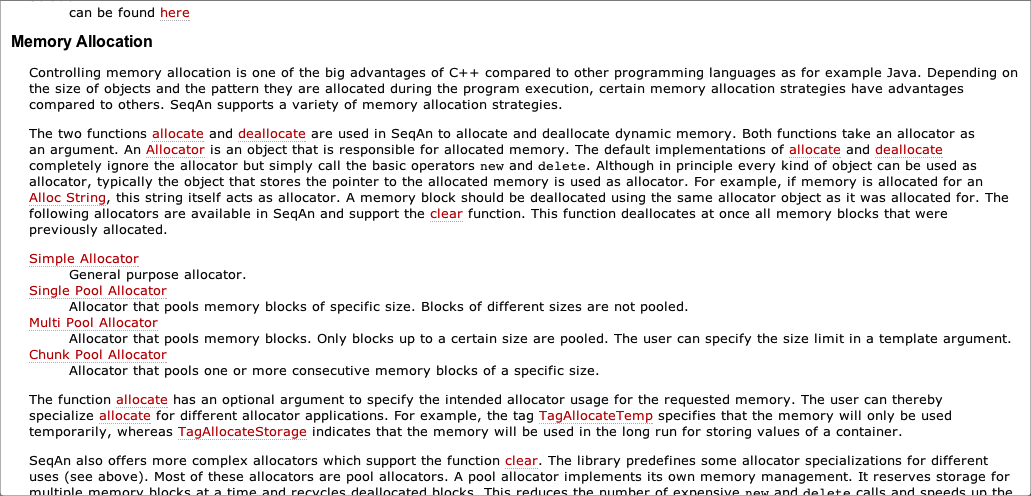 can be found here
Memory Allocation
Controlling memory allocation is one of the big advantages of C++ compared to other programming languages as for example Java. Depending on
the size of objects and the pattern they are allocated during the program execution, certain memory allocation strategies have advantages
compared to others. SeqAn supports a variety of memory allocation strategies.
The two functions allocate and deallocate are used in SeqAn to allocate and deallocate dynamic memory. Both functions take an allocator as
an argument. An Allocator is an object that is responsible for allocated memory. The default implementations of allocate and deallocate
completely ignore the allocator but simply call the basic operators new and delete. Although in principle every kind of object can be used as
allocator, typically the object that stores the pointer to the allocated memory is used as allocator. For example, if memory is allocated for an
Alloc String, this string itself acts as allocator. A memory block should be deallocated using the same allocator object as it was allocated for. The
following allocators are available in SeqAn and support the clear function. This function deallocates at once all memory blocks that were
previously allocated.
Simple Allocator
General purpose allocator.
Single Pool Allocator
Allocator that pools memory blocks of specific size. Blocks of different sizes are not pooled.
Multi Pool Allocator
Allocator that pools memory blocks. Only blocks up to a certain size are pooled. The user can specify the size limit in a template argument.
Chunk Pool Allocator
Allocator that pools one or more consecutive memory blocks of a specific size.
The function allocate has an optional argument to specify the intended allocator usage for the requested memory. The user can thereby
specialize allocate for different allocator applications. For example, the tag TagAllocateTemp specifies that the memory will only be used
temporarily, whereas TagAllocateStorage indicates that the memory will be used in the long run for storing values of a container.
SeqAn also offers more complex allocators which support the function clear. The library predefines some allocator specializations for different
uses (see above). Most of these allocators are pool allocators. A pool allocator implements its own memory management. It reserves storage for
multiple memory blocks at a time and recycles deallocated blocks. This reduces the number of expensive new and delete calls and speeds up the